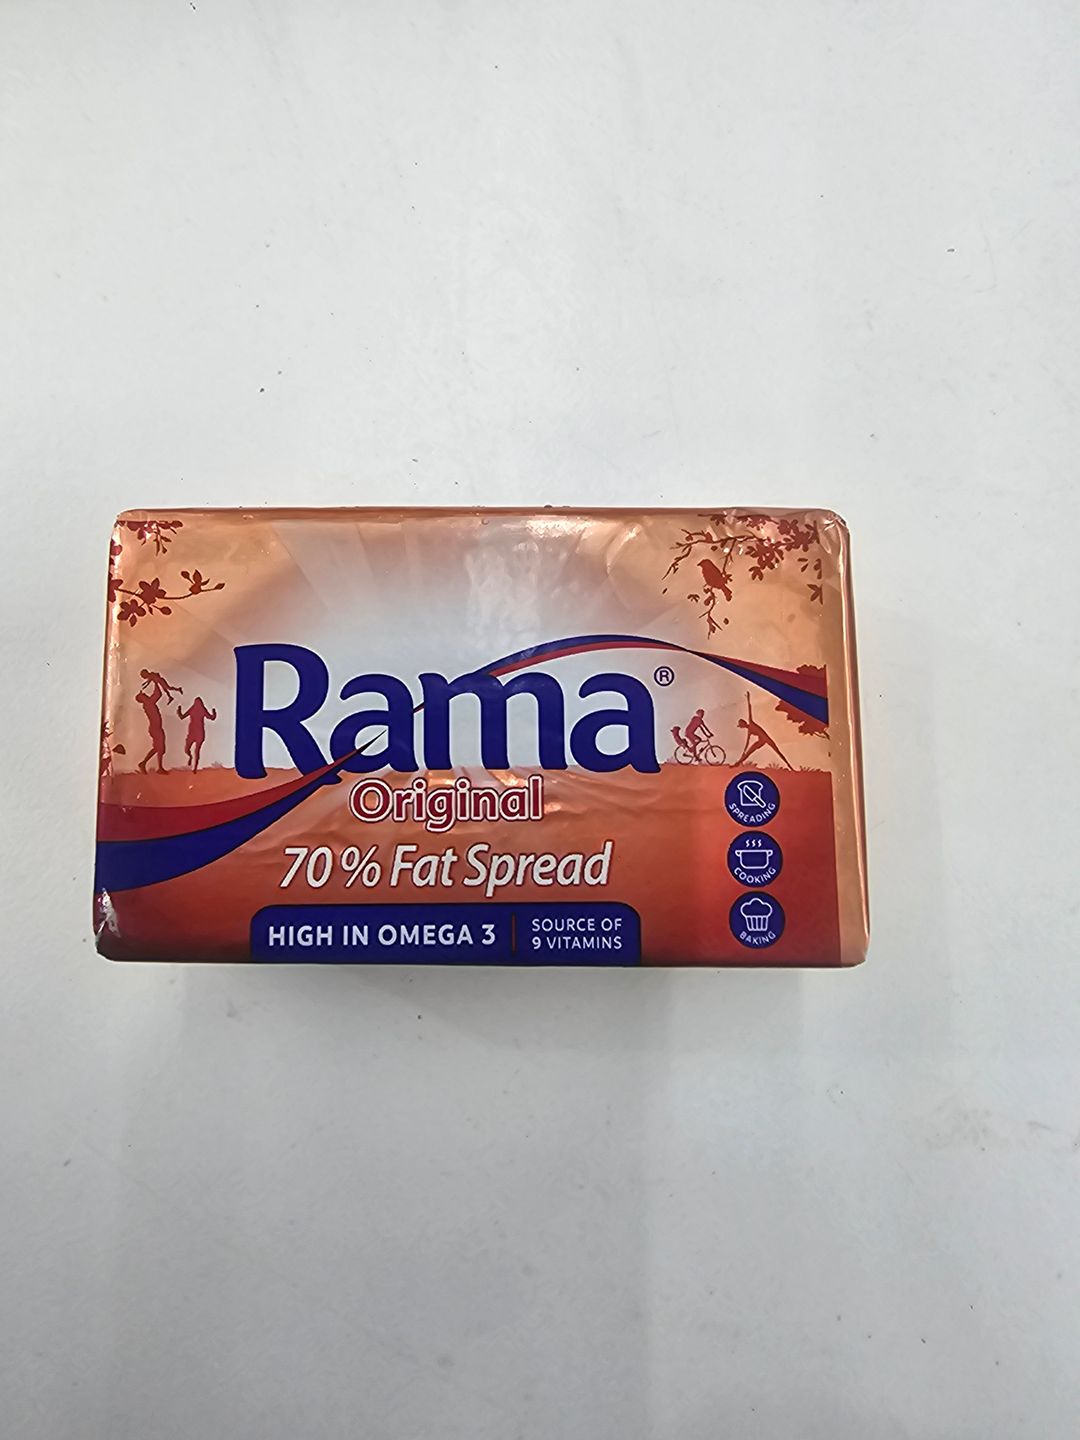 Rama®
Original
70% Fat Spread
HIGH IN OMEGA 3
SOURCE OF
9 VITAMINS
SPREADING
COOKING
BAKING